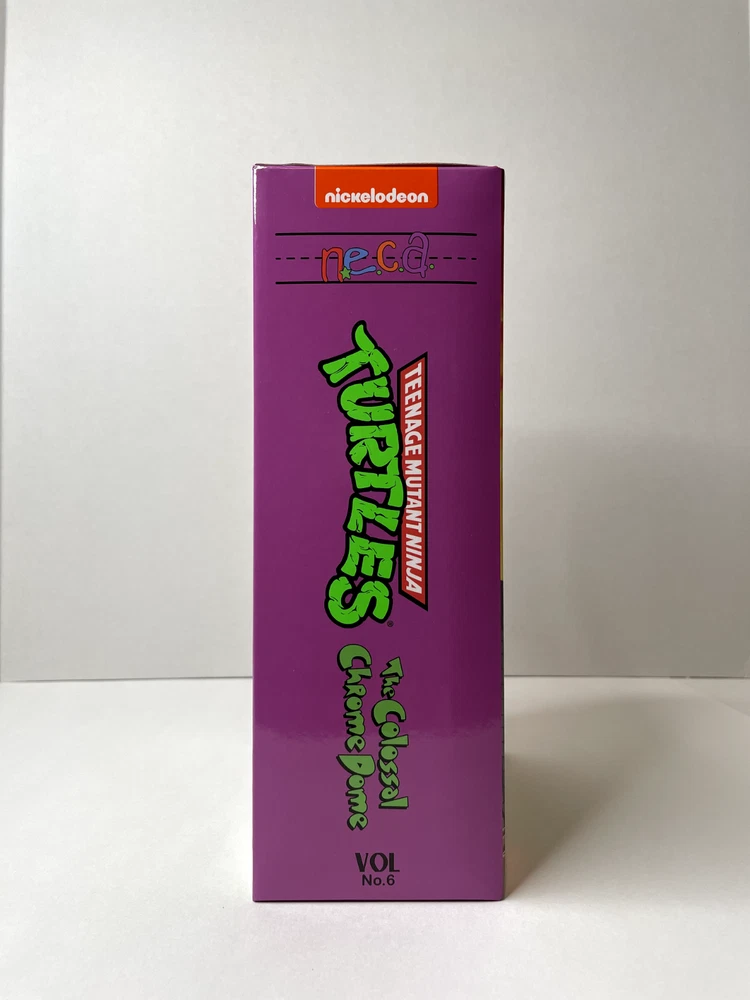 nickelodeon
n.e.c.a.
TEENAGE MUTANT NINJA
TURTLES®
The Colossal
Chrome Dome
VOL
No.6